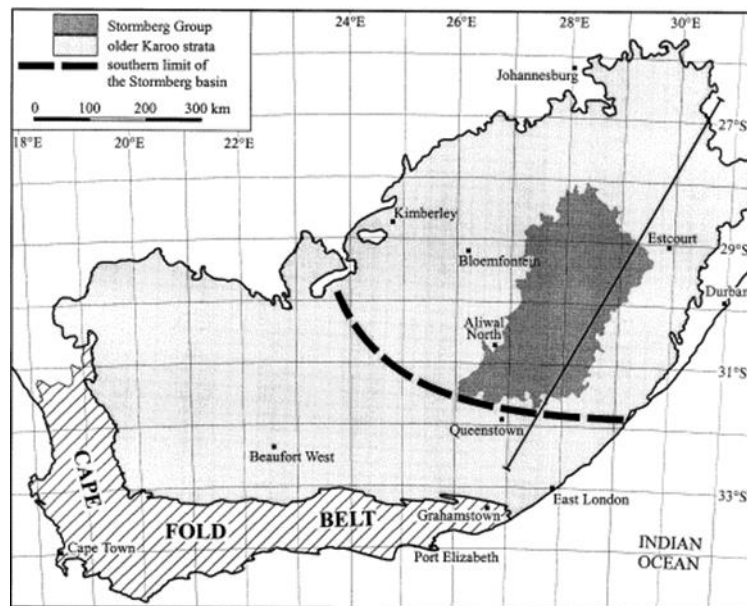 Stormberg Group
older Karoo strata
southern limit of
the Stormberg basin
0 100 200 300 km
24°E 26°E 28°E 30°E
18°E 20°E 22°E
Johannesburg
27°S
Kimberley
29°S
Estcourt
Bloemfontein
Durban
Aliwal
North
31°S
Queenstown
Beaufort West
CAPE
33°S
East London
FOLD BELT
Grahamstown
Cape Town
Port Elizabeth
INDIAN
OCEAN